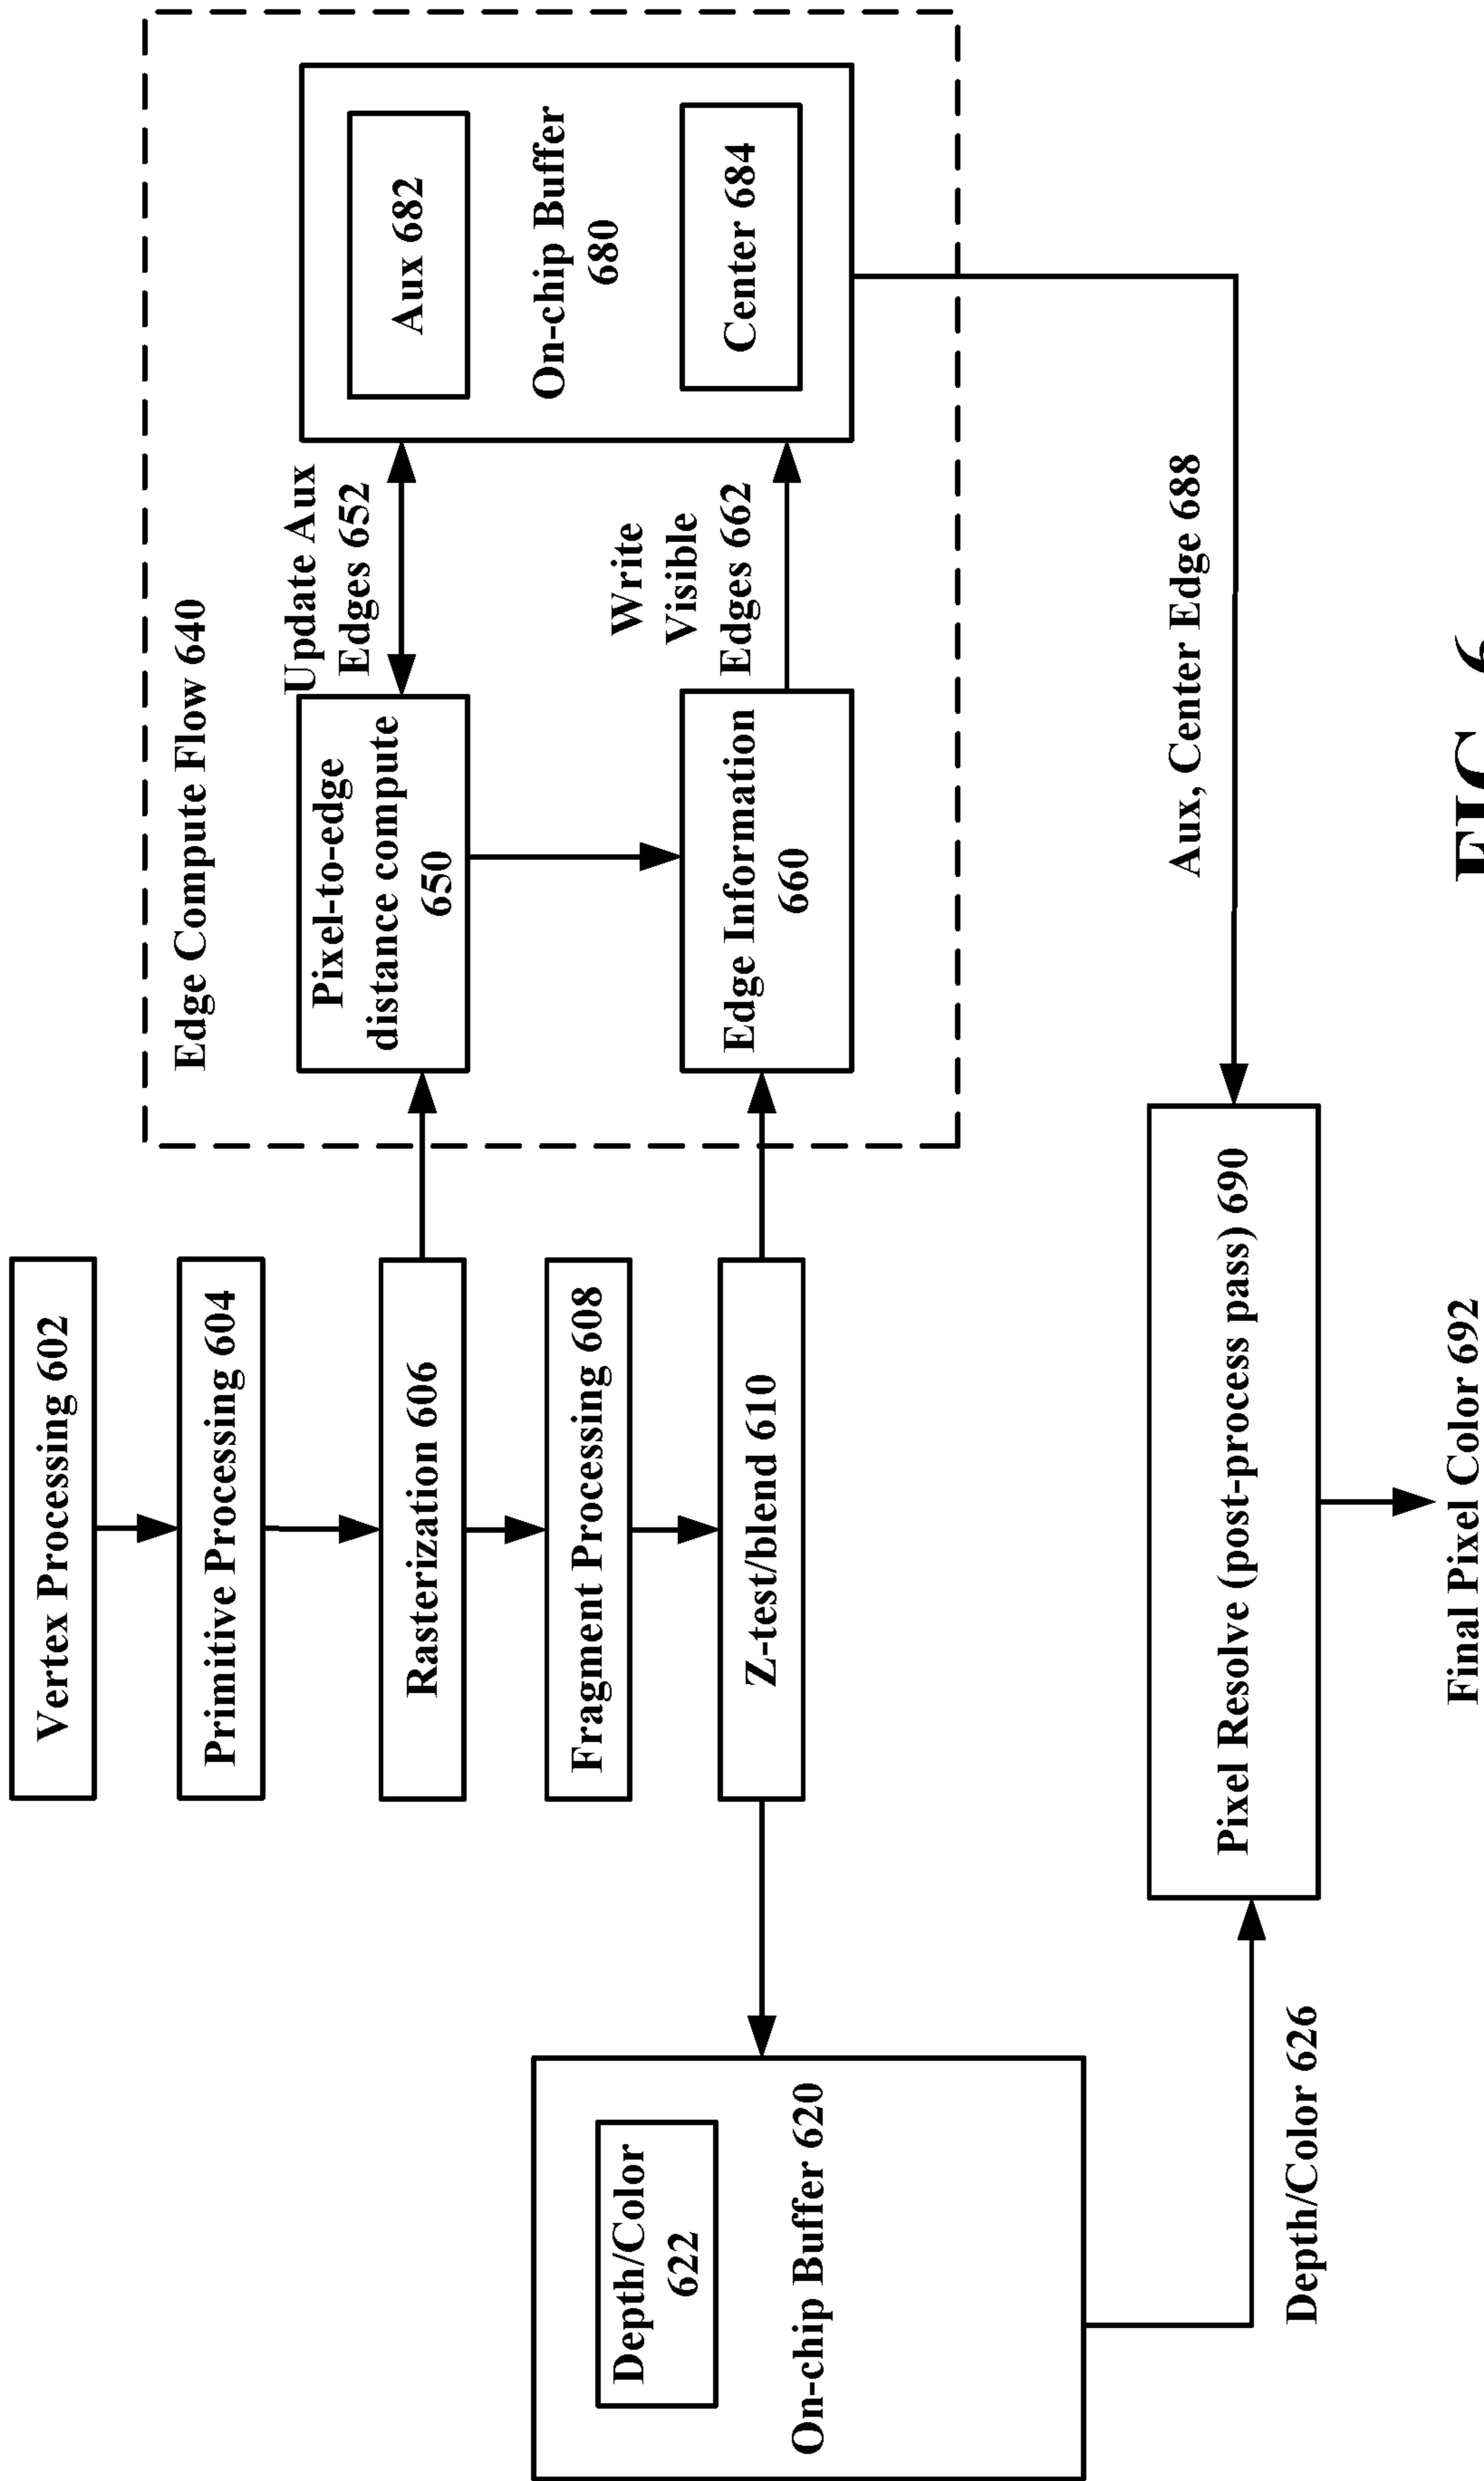 Vertex Processing 602
Primitive Processing 604
Rasterization 606
Fragment Processing 608
Z-test/blend 610
Edge Compute Flow 640
Pixel-to-edge
distance compute
650
Update Aux
Edges 652
Edge Information
660
Write
Visible
Edges 662
Aux 682
On-chip Buffer
680
Center 684
Depth/Color
622
On-chip Buffer 620
Depth/Color 626
Aux, Center Edge 688
Pixel Resolve (post-process pass) 690
Final Pixel Color 692
FIG. 6